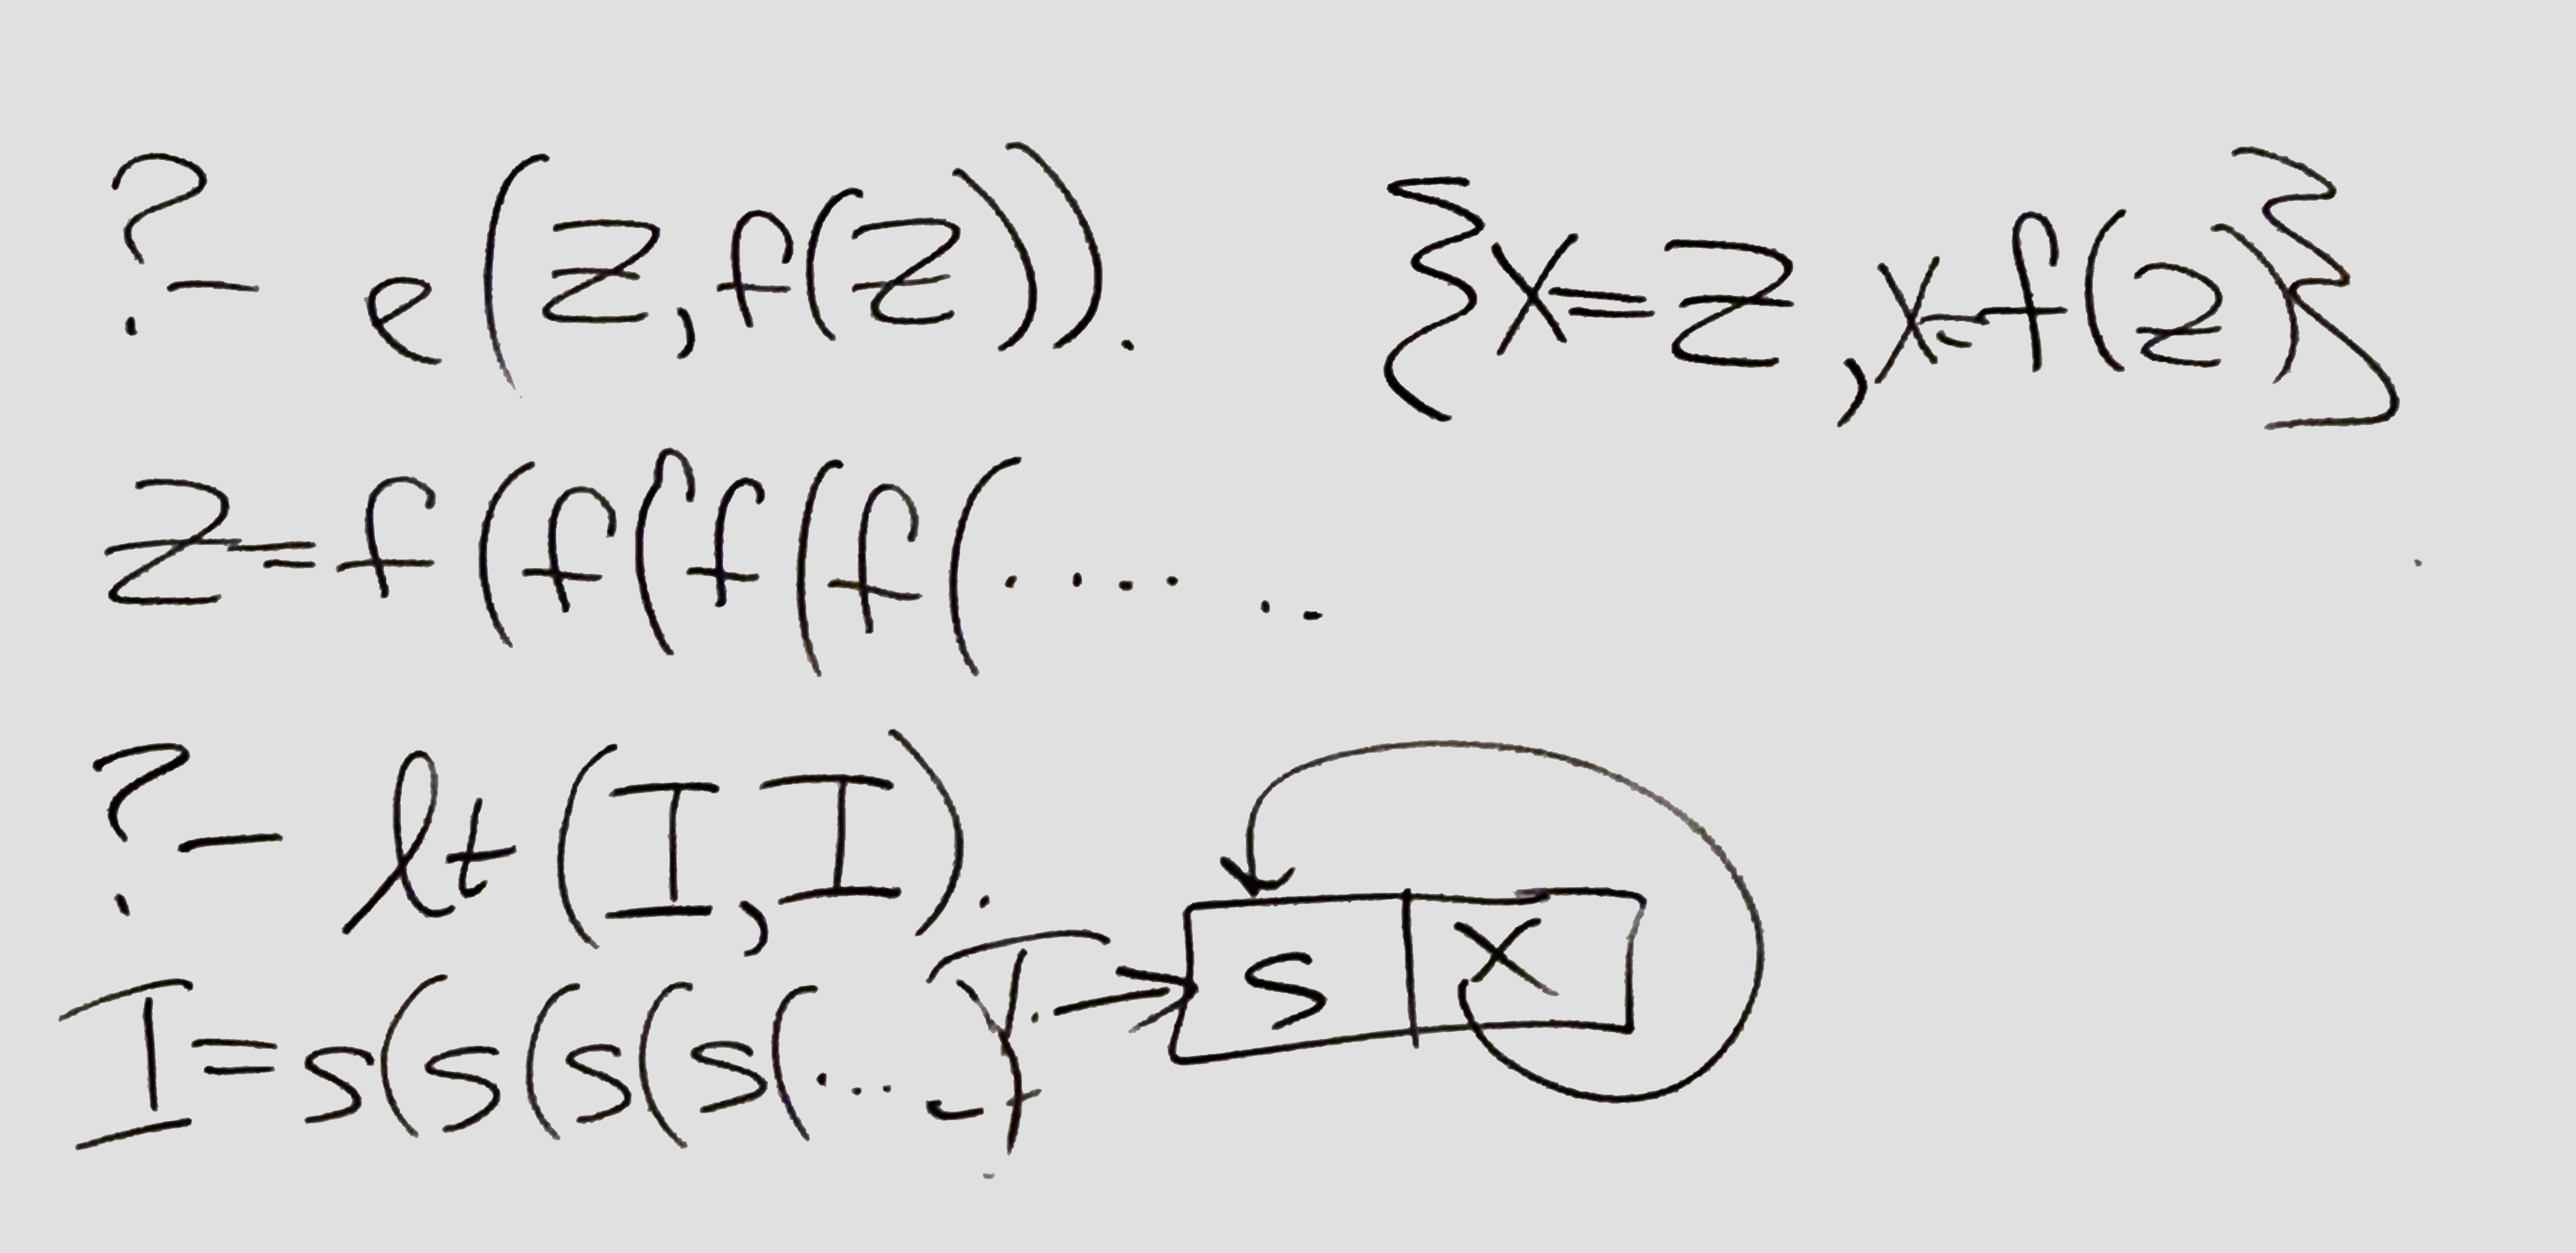 ?- e(Z,f(Z)). {X=Z,X=f(Z)}
Z=f(f(f(f(......
?- lt(I,I).
I=s(s(s(s(...
I → s X